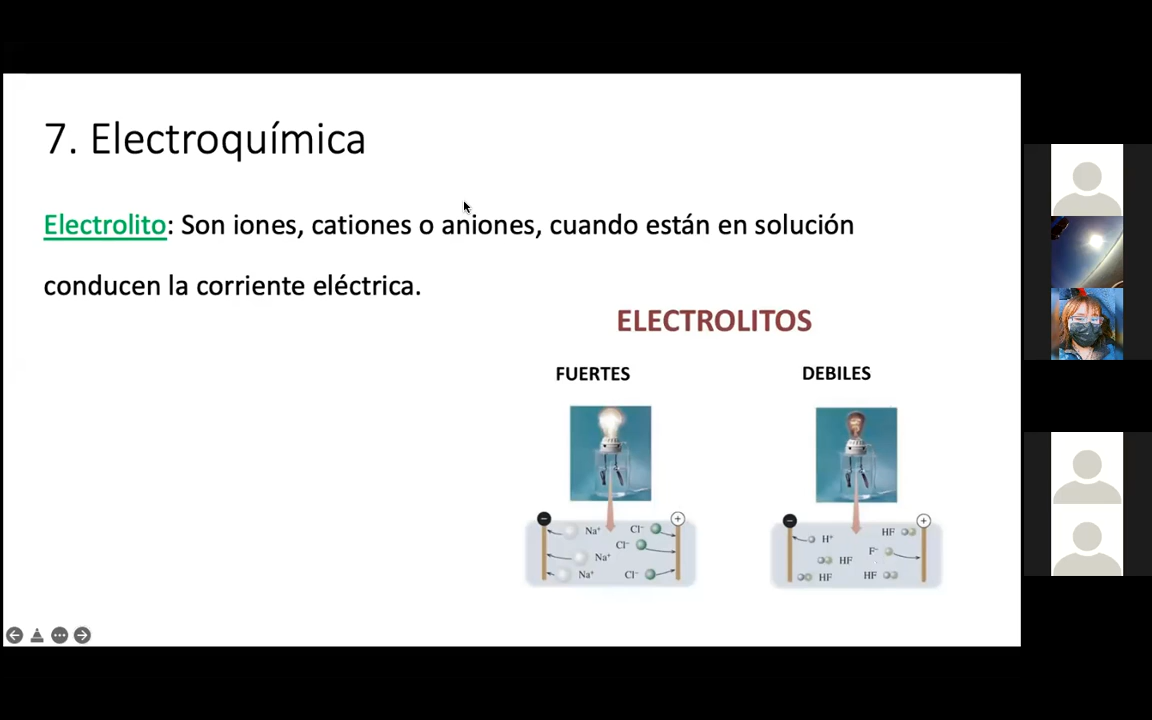 7. Electroquímica
Electrolito: Son iones, cationes o aniones, cuando están en solución
conducen la corriente eléctrica.
ELECTROLITOS
FUERTES
DEBILES
Na⁺
Cl⁻
Cl⁻
Na⁺
Na⁺
Cl⁻
H⁺
HF
F⁻
HF
HF
HF